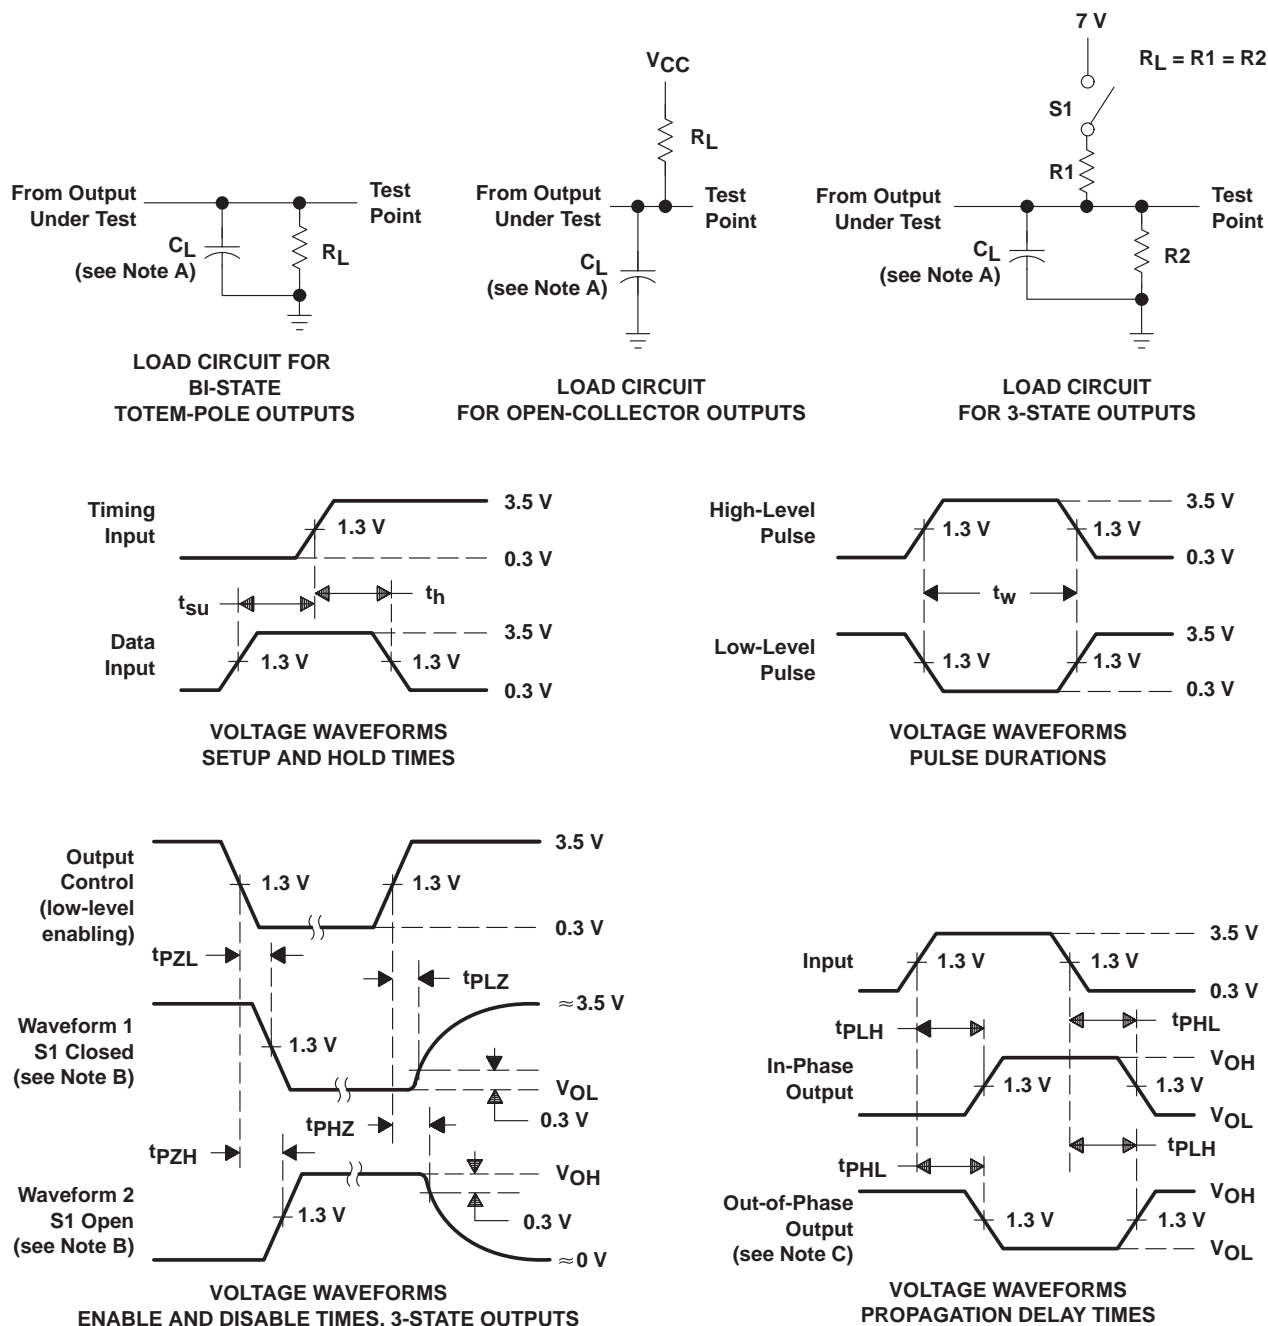 7 V
RL = R1 = R2
S1
R1
From Output
Under Test
Test
Point
CL
(see Note A)
R2
LOAD CIRCUIT
FOR 3-STATE OUTPUTS
VCC
RL
From Output
Under Test
Test
Point
CL
(see Note A)
LOAD CIRCUIT
FOR OPEN-COLLECTOR OUTPUTS
From Output
Under Test
Test
Point
CL
(see Note A)
RL
LOAD CIRCUIT FOR
BI-STATE
TOTEM-POLE OUTPUTS
Timing
Input
1.3 V
3.5 V
0.3 V
tsu
th
Data
Input
1.3 V
1.3 V
3.5 V
0.3 V
VOLTAGE WAVEFORMS
SETUP AND HOLD TIMES
High-Level
Pulse
1.3 V
1.3 V
3.5 V
0.3 V
tw
Low-Level
Pulse
1.3 V
1.3 V
3.5 V
0.3 V
VOLTAGE WAVEFORMS
PULSE DURATIONS
Output
Control
(low-level
enabling)
1.3 V
1.3 V
3.5 V
0.3 V
tPZL
tPLZ
Waveform 1
S1 Closed
(see Note B)
1.3 V
≈3.5 V
VOL
0.3 V
tPZH
tPHZ
Waveform 2
S1 Open
(see Note B)
1.3 V
VOH
0.3 V
≈0 V
VOLTAGE WAVEFORMS
ENABLE AND DISABLE TIMES, 3-STATE OUTPUTS
Input
1.3 V
1.3 V
3.5 V
0.3 V
tPLH
tPHL
In-Phase
Output
1.3 V
1.3 V
VOH
VOL
tPHL
tPLH
Out-of-Phase
Output
(see Note C)
1.3 V
1.3 V
VOH
VOL
VOLTAGE WAVEFORMS
PROPAGATION DELAY TIMES